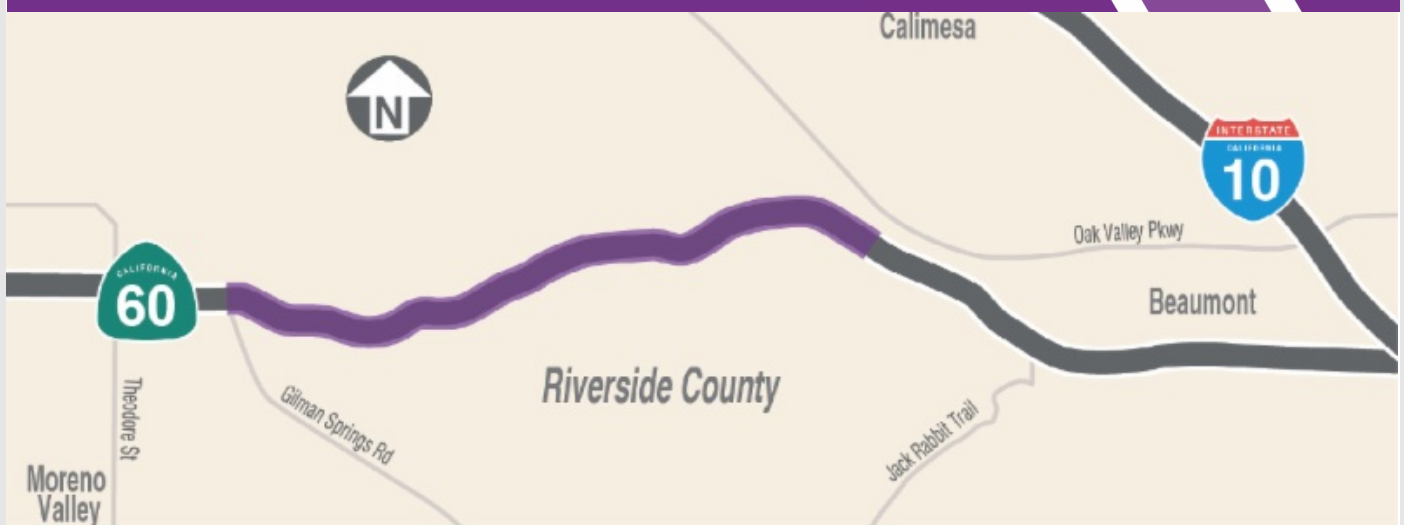 Calimesa
N
INTERSTATE
CALIFORNIA
10
Oak Valley Pkwy
CALIFORNIA
60
Beaumont
Riverside County
Theodore St
Gilman Springs Rd
Jack Rabbit Trail
Moreno
Valley